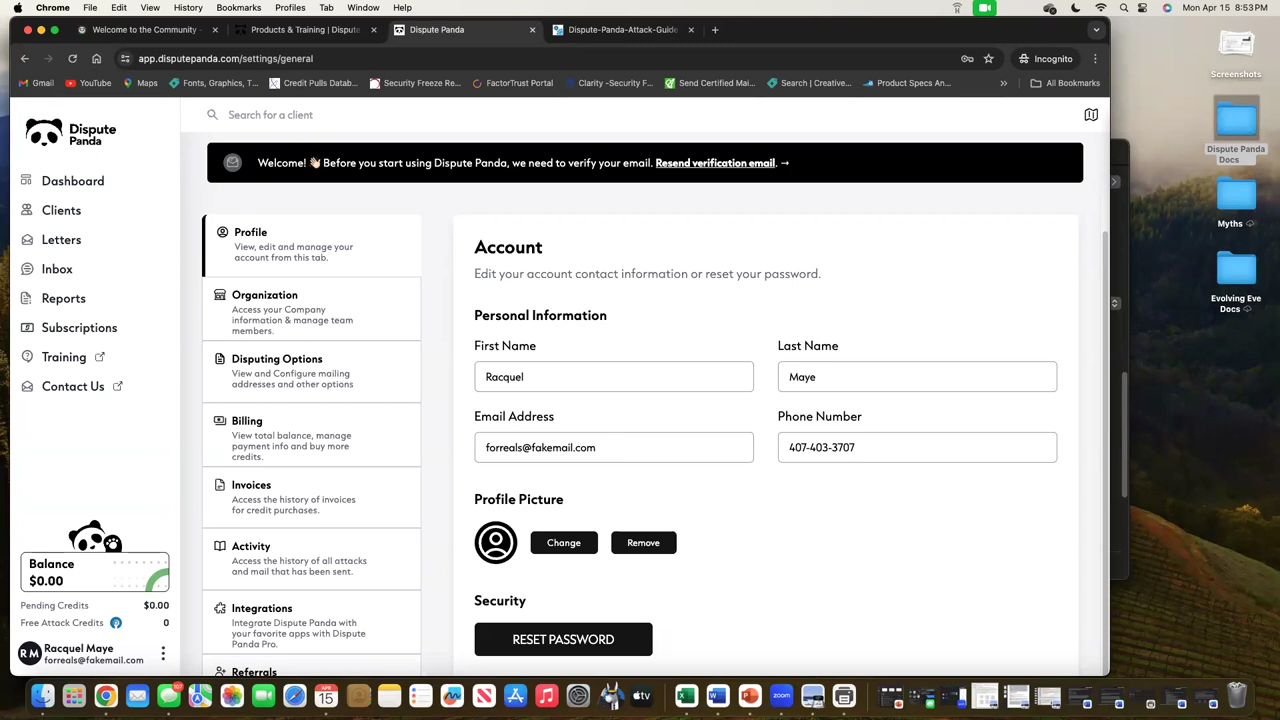 Chrome File Edit View History Bookmarks Profiles Tab Window Help Mon Apr 15 8:53 PM
Welcome to the Community - Products & Training | Dispute Dispute Panda Dispute-Panda-Attack-Guide
app.disputepanda.com/settings/general Incognito
Gmail YouTube Maps Fonts, Graphics, T... Credit Pulls Datab... Security Freeze R... FactorTrust Portal Clarity -Security F... Send Certified Mai... Search | Creative... Product Specs An... » All Bookmarks
Dispute
Panda
Search for a client
Welcome! 👋🏻 Before you start using Dispute Panda, we need to verify your email. Resend verification email. →
Dashboard
Clients
Letters
Inbox
Reports
Subscriptions
Training
Contact Us
Balance
$0.00
Pending Credits $0.00
Free Attack Credits 0
RM
Racquel Maye
forreals@fakemail.com
Profile
View, edit and manage your
account from this tab.
Organization
Access your Company
information & manage team
members.
Disputing Options
View and Configure mailing
addresses and other options
Billing
View total balance, manage
payment info and buy more
credits.
Invoices
Access the history of invoices
for credit purchases.
Activity
Access the history of all attacks
and mail that has been sent.
Integrations
Integrate Dispute Panda with
your favorite apps with Dispute
Panda Pro.
Referrals
Account
Edit your account contact information or reset your password.
Personal Information
First Name Last Name
Racquel Maye
Email Address Phone Number
forreals@fakemail.com 407-403-3707
Profile Picture
Change Remove
Security
RESET PASSWORD
Screenshots
Dispute Panda
Docs
Myths
Evolving Eve
Docs
APR
15
tv
zoom